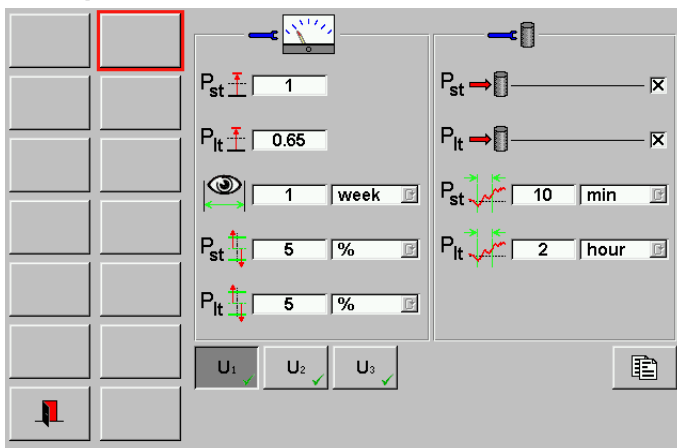 Pst 1
Plt 0.65
1 week
Pst 5 %
Plt 5 %
Pst
Plt
Pst 10 min
Plt 2 hour
U1 U2 U3